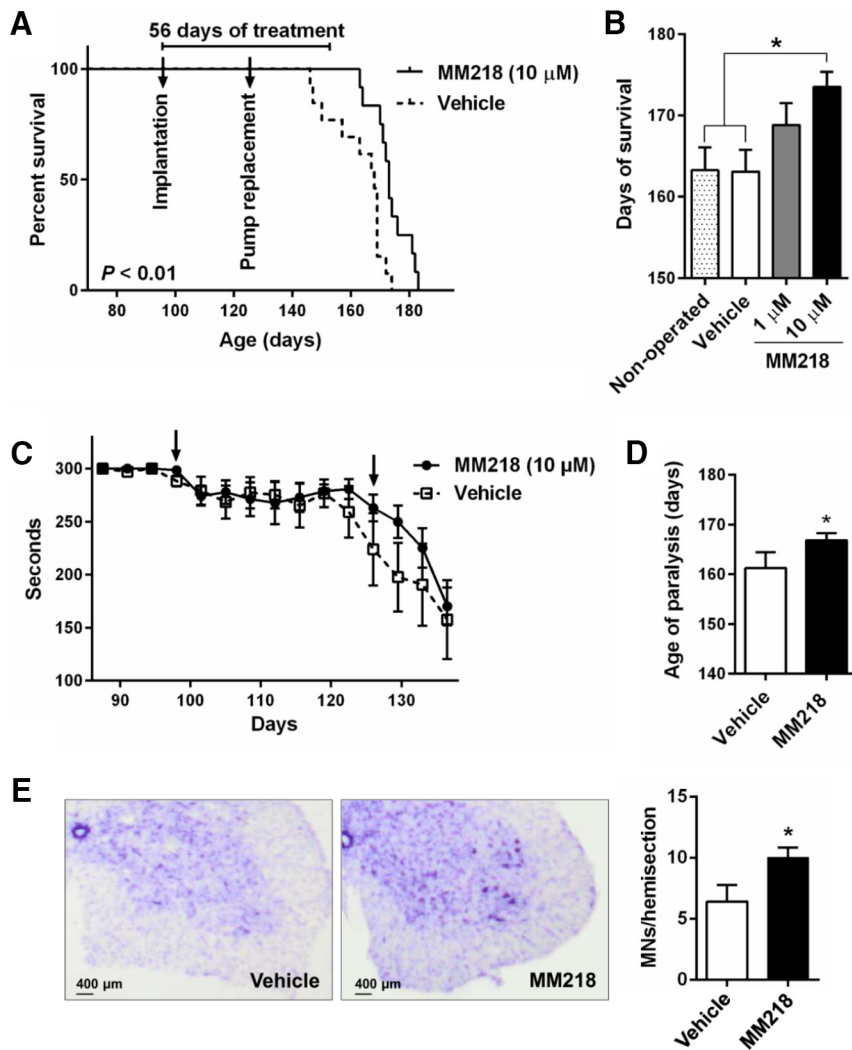 A
56 days of treatment
Percent survival
100
50
0
Implantation
Pump replacement
MM218 (10 μM)
Vehicle
P < 0.01
80 100 120 140 160 180
Age (days)
B
Days of survival
180
170
160
150
*
Non-operated
Vehicle
1 μM
10 μM
MM218
C
Seconds
300
250
200
150
100
MM218 (10 μM)
Vehicle
90 100 110 120 130
Days
D
Age of paralysis (days)
180
170
160
150
140
*
Vehicle
MM218
E
400 μm
Vehicle
400 μm
MM218
MNs/hemisection
15
10
5
0
*
Vehicle
MM218